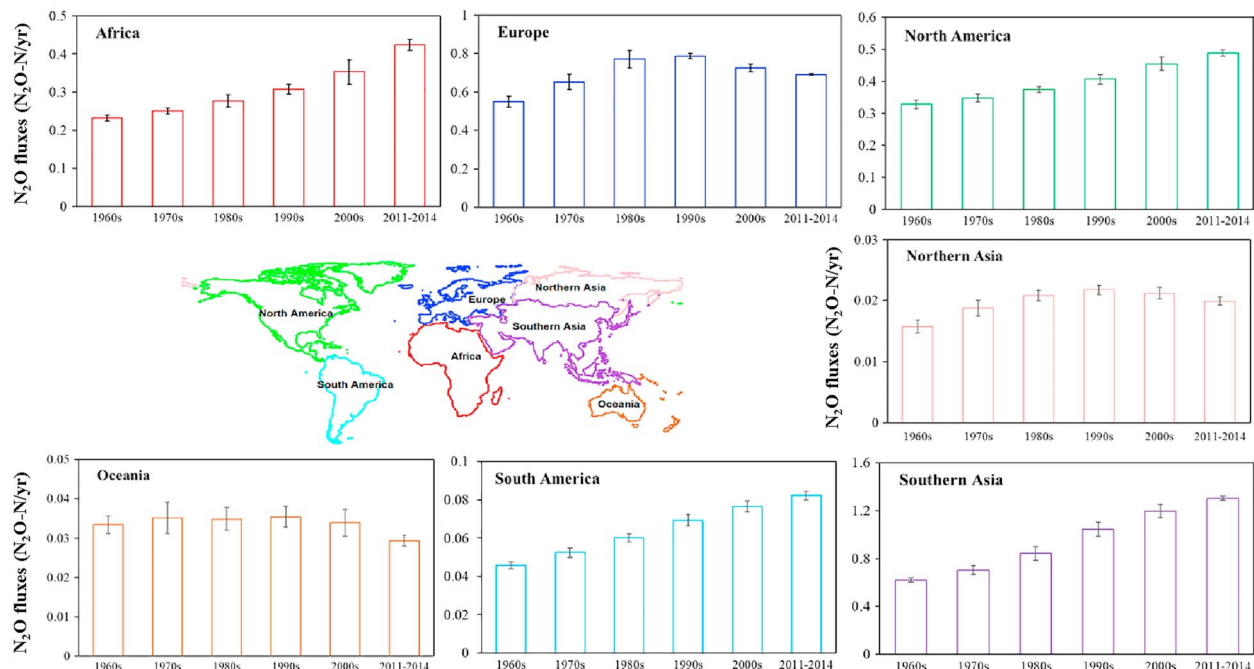 N₂O fluxes (N₂O-N/yr)
Africa
0.5
0.4
0.3
0.2
0.1
0
1960s 1970s 1980s 1990s 2000s 2011-2014
Europe
1
0.8
0.6
0.4
0.2
0
1960s 1970s 1980s 1990s 2000s 2011-2014
North America
0.6
0.5
0.4
0.3
0.2
0.1
0
1960s 1970s 1980s 1990s 2000s 2011-2014
North America
Europe
Northern Asia
Southern Asia
Africa
South America
Oceania
N₂O fluxes (N₂O-N/yr)
Northern Asia
0.03
0.02
0.01
0
1960s 1970s 1980s 1990s 2000s 2011-2014
N₂O fluxes (N₂O-N/yr)
Oceania
0.05
0.04
0.03
0.02
0.01
0
1960s 1970s 1980s 1990s 2000s 2011-2014
South America
0.1
0.08
0.06
0.04
0.02
0
1960s 1970s 1980s 1990s 2000s 2011-2014
Southern Asia
1.6
1.2
0.8
0.4
0
1960s 1970s 1980s 1990s 2000s 2011-2014